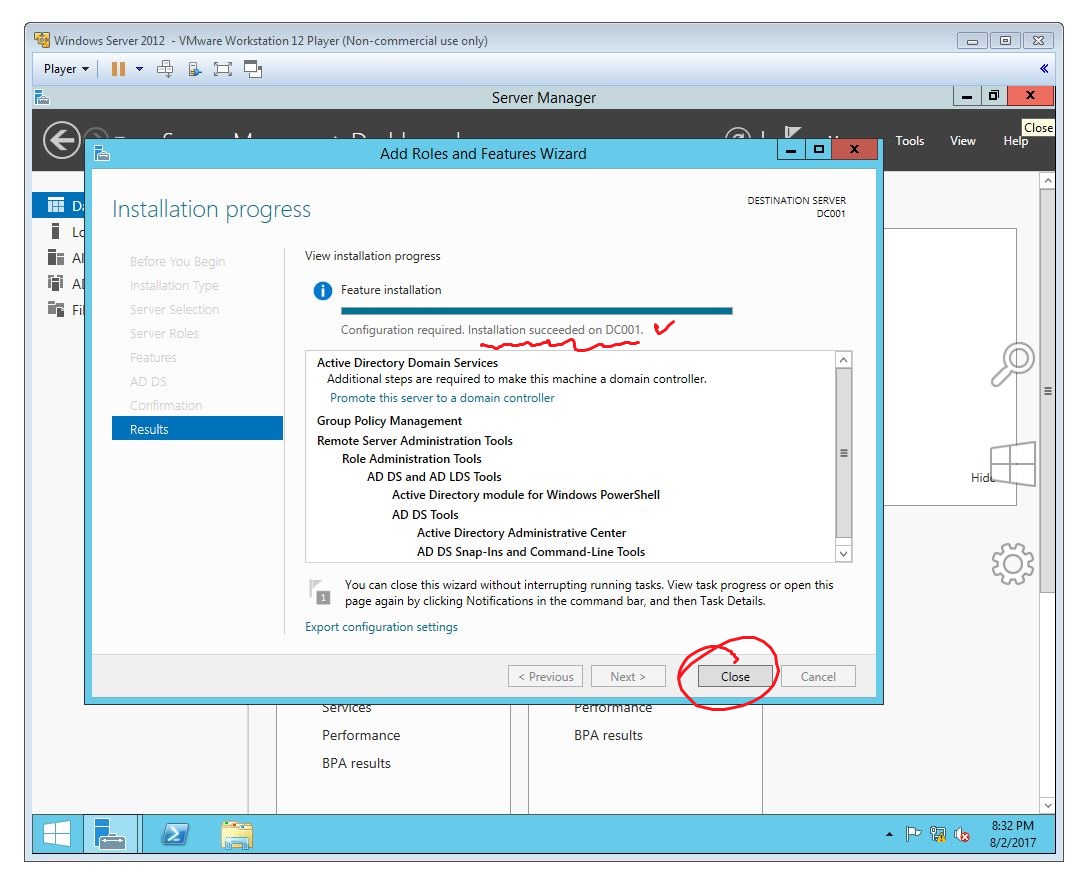 Windows Server 2012 - VMware Workstation 12 Player (Non-commercial use only)
Player
Server Manager
Close
Tools View Help
Add Roles and Features Wizard
Installation progress
DESTINATION SERVER
DC001
Before You Begin
Installation Type
Server Selection
Server Roles
Features
AD DS
Confirmation
Results
View installation progress
Feature installation
Configuration required. Installation succeeded on DC001.
Active Directory Domain Services
Additional steps are required to make this machine a domain controller.
Promote this server to a domain controller
Group Policy Management
Remote Server Administration Tools
Role Administration Tools
AD DS and AD LDS Tools
Active Directory module for Windows PowerShell
AD DS Tools
Active Directory Administrative Center
AD DS Snap-Ins and Command-Line Tools
1
You can close this wizard without interrupting running tasks. View task progress or open this
page again by clicking Notifications in the command bar, and then Task Details.
Export configuration settings
< Previous
Next >
Close
Cancel
Services
Performance
BPA results
Performance
BPA results
8:32 PM
8/2/2017